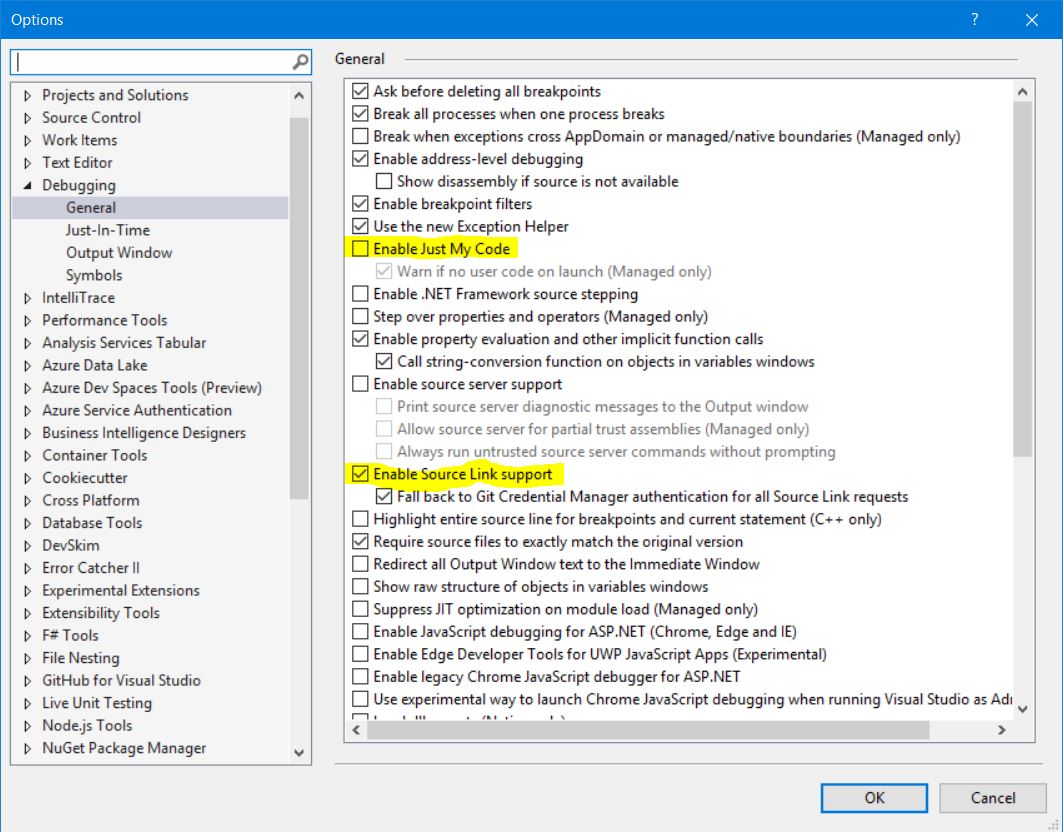 Options
?
General
Projects and Solutions
Source Control
Work Items
Text Editor
Debugging
General
Just-In-Time
Output Window
Symbols
IntelliTrace
Performance Tools
Analysis Services Tabular
Azure Data Lake
Azure Dev Spaces Tools (Preview)
Azure Service Authentication
Business Intelligence Designers
Container Tools
Cookiecutter
Cross Platform
Database Tools
DevSkim
Error Catcher II
Experimental Extensions
Extensibility Tools
F# Tools
File Nesting
GitHub for Visual Studio
Live Unit Testing
Node.js Tools
NuGet Package Manager
Ask before deleting all breakpoints
Break all processes when one process breaks
Break when exceptions cross AppDomain or managed/native boundaries (Managed only)
Enable address-level debugging
Show disassembly if source is not available
Enable breakpoint filters
Use the new Exception Helper
Enable Just My Code
Warn if no user code on launch (Managed only)
Enable .NET Framework source stepping
Step over properties and operators (Managed only)
Enable property evaluation and other implicit function calls
Call string-conversion function on objects in variables windows
Enable source server support
Print source server diagnostic messages to the Output window
Allow source server for partial trust assemblies (Managed only)
Always run untrusted source server commands without prompting
Enable Source Link support
Fall back to Git Credential Manager authentication for all Source Link requests
Highlight entire source line for breakpoints and current statement (C++ only)
Require source files to exactly match the original version
Redirect all Output Window text to the Immediate Window
Show raw structure of objects in variables windows
Suppress JIT optimization on module load (Managed only)
Enable JavaScript debugging for ASP.NET (Chrome, Edge and IE)
Enable Edge Developer Tools for UWP JavaScript Apps (Experimental)
Enable legacy Chrome JavaScript debugger for ASP.NET
Use experimental way to launch Chrome JavaScript debugging when running Visual Studio as
OK
Cancel